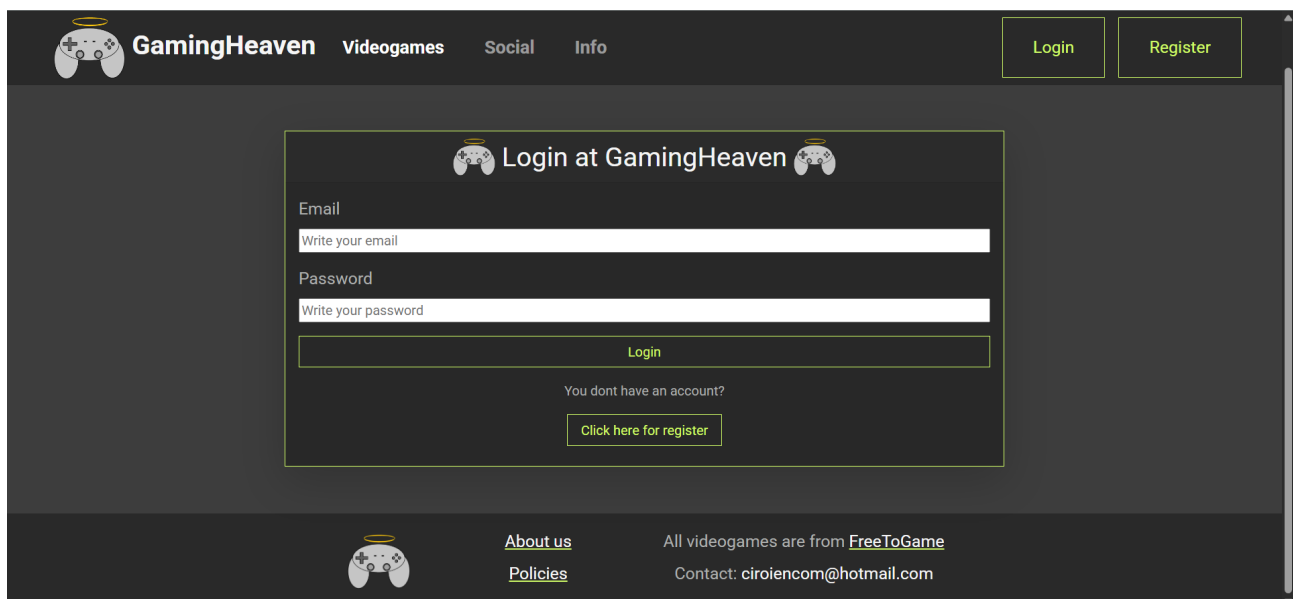 GamingHeaven Videogames Social Info Login Register
Login at GamingHeaven
Email
Write your email
Password
Write your password
Login
You dont have an account?
Click here for register
About us All videogames are from FreeToGame
Policies Contact: ciroiencom@hotmail.com